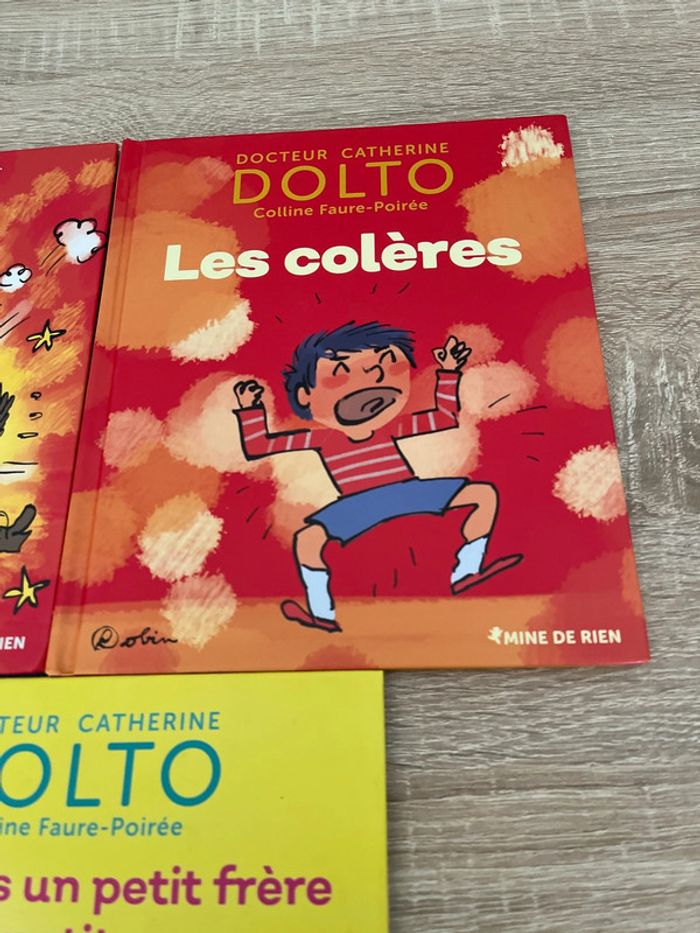 DOCTEUR CATHERINE
DOLTO
Colline Faure-Poirée
Les colères
Robin
MINE DE RIEN
IEN
TEUR CATHERINE
OLTO
ine Faure-Poirée
s un petit frère